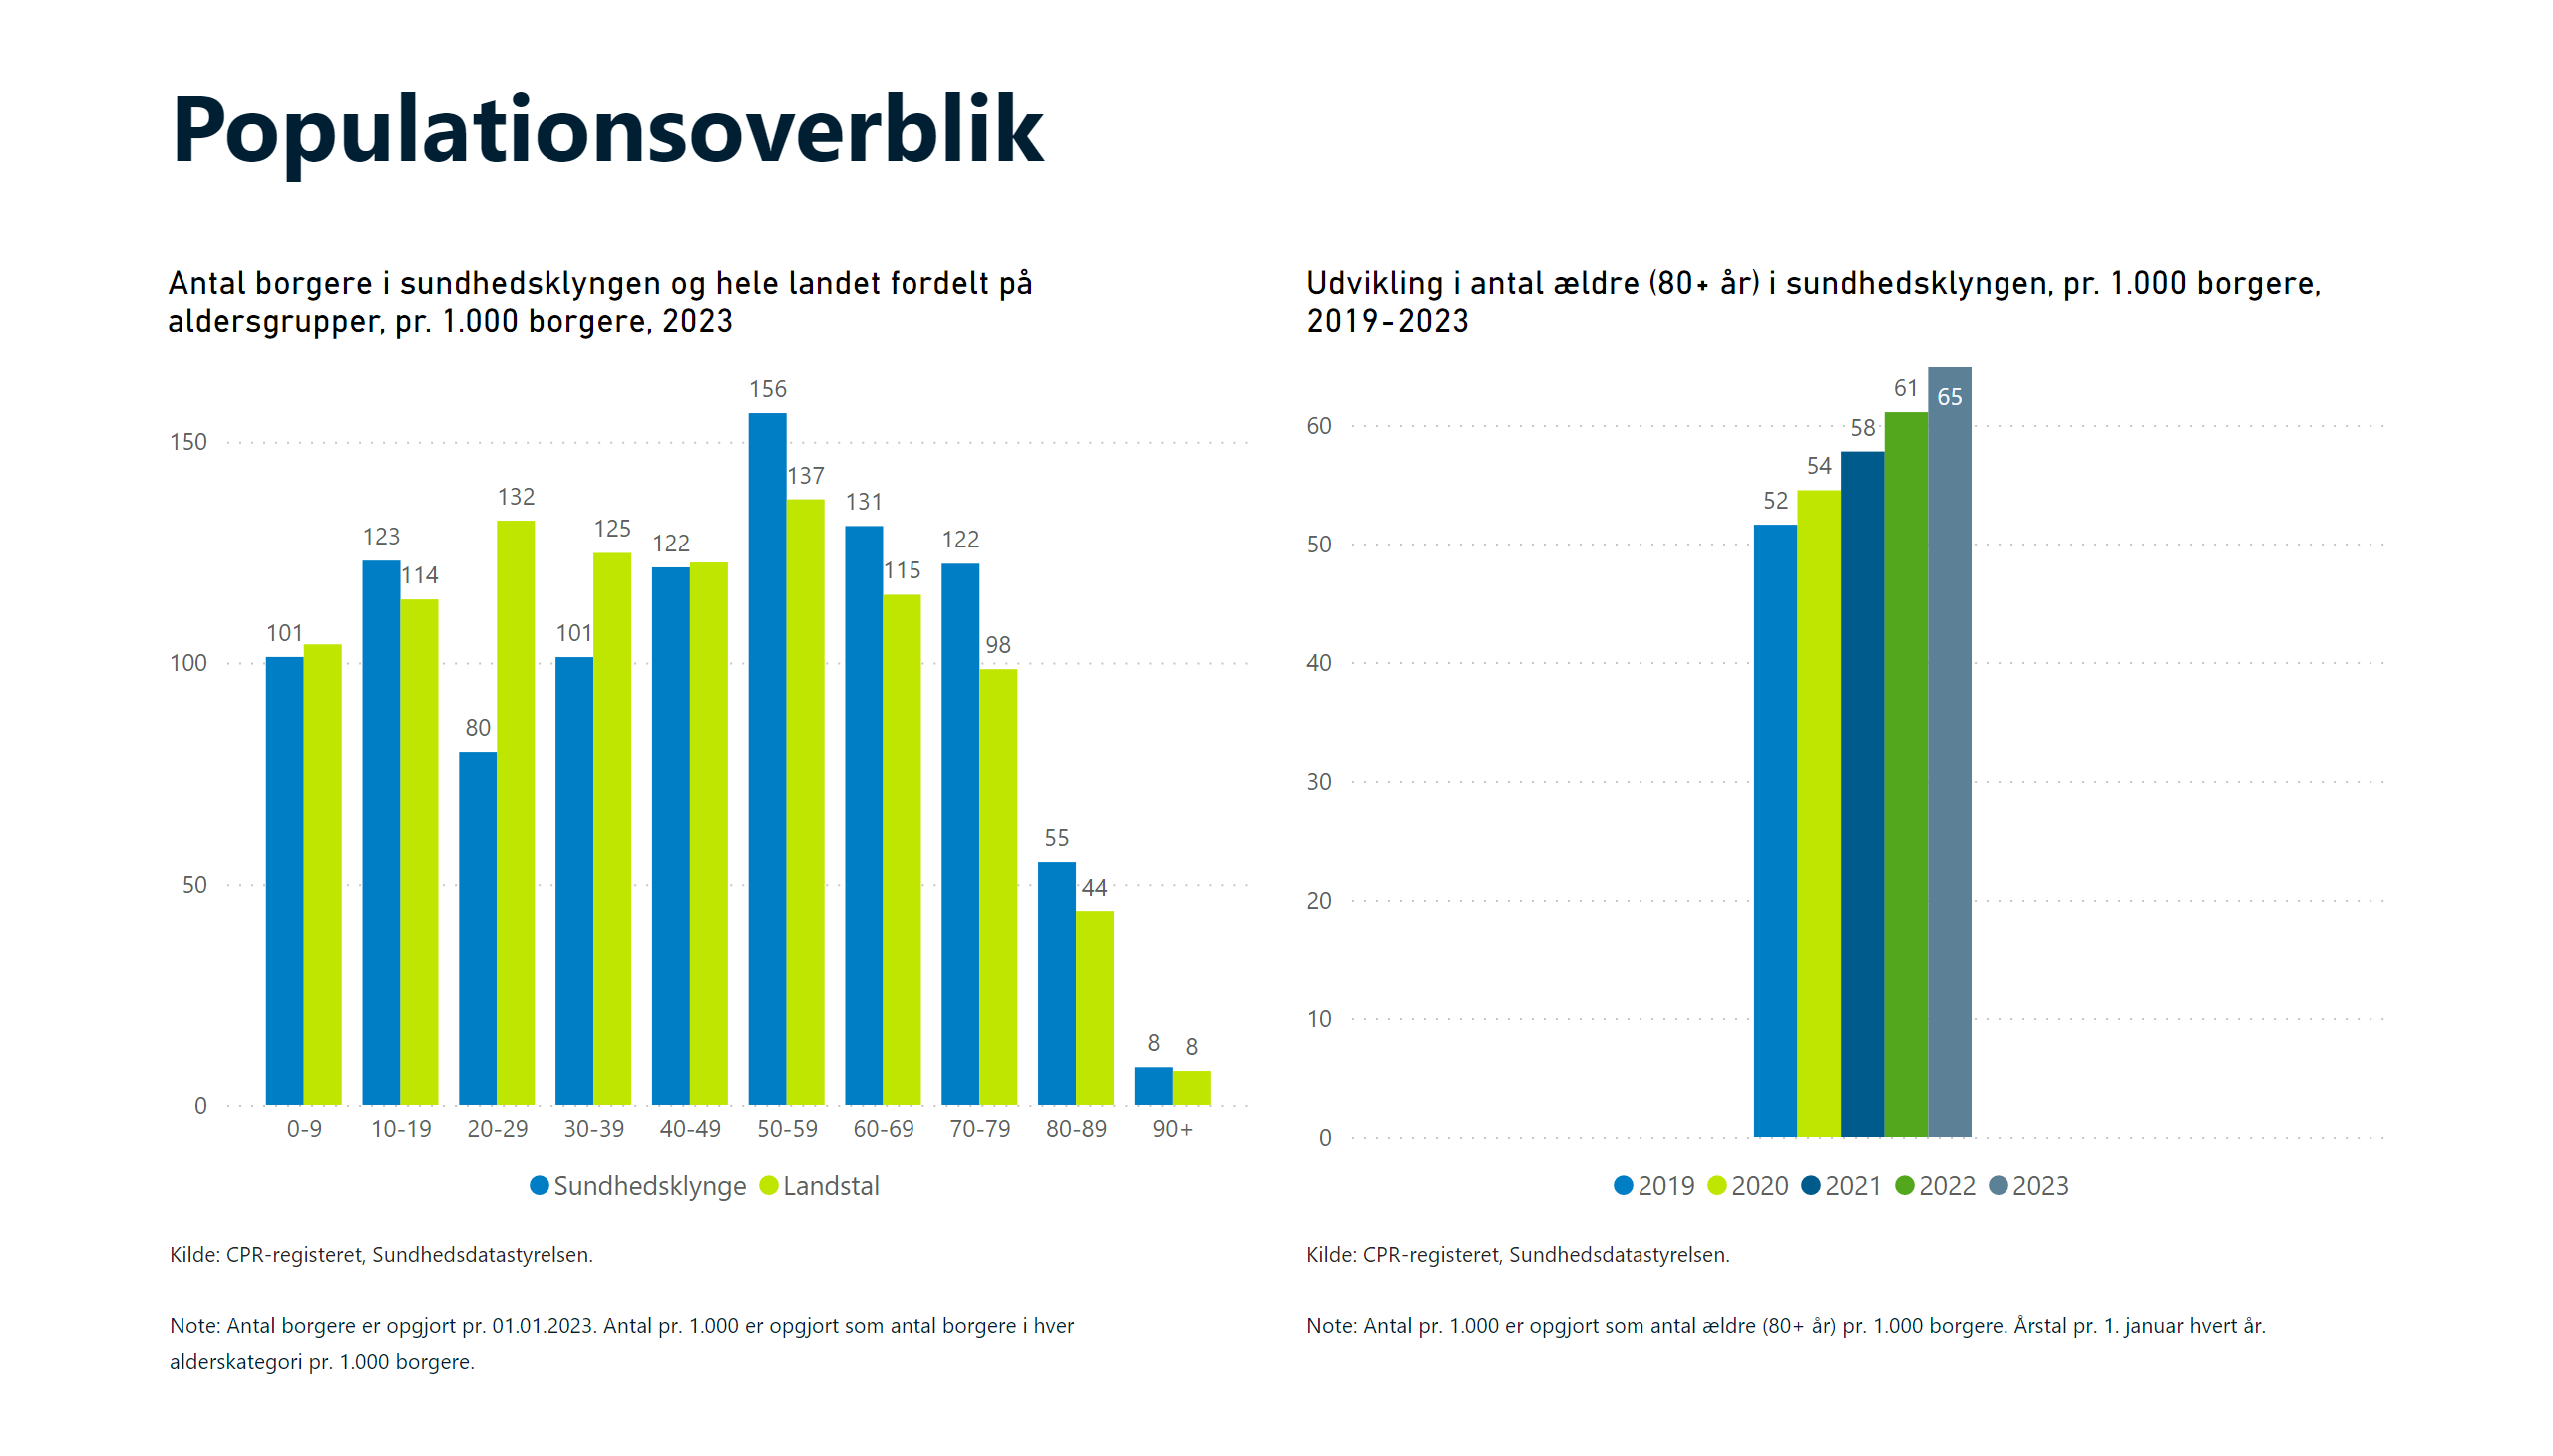 Populationsoverblik
Antal borgere i sundhedsklyngen og hele landet fordelt på
aldersgrupper, pr. 1.000 borgere, 2023
156
150
137
132
131
123
125
122
122
114
115
101
101
98
100
80
55
50
44
8
8
0
0-9 10-19 20-29 30-39 40-49 50-59 60-69 70-79 80-89 90+
Sundhedsklynge Landstal
Kilde: CPR-registeret, Sundhedsdatastyrelsen.
Note: Antal borgere er opgjort pr. 01.01.2023. Antal pr. 1.000 er opgjort som antal borgere i hver
alderskategori pr. 1.000 borgere.
Udvikling i antal ældre (80+ år) i sundhedsklyngen, pr. 1.000 borgere,
2019-2023
61
65
60
58
54
52
50
40
30
20
10
0
2019 2020 2021 2022 2023
Kilde: CPR-registeret, Sundhedsdatastyrelsen.
Note: Antal pr. 1.000 er opgjort som antal ældre (80+ år) pr. 1.000 borgere. Årstal pr. 1. januar hvert år.